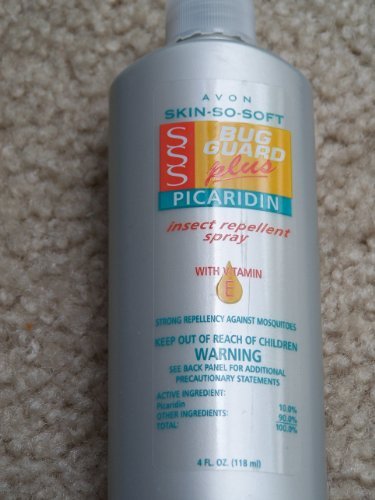 AVON
SKIN-SO-SOFT
SSS
BUG
GUARD
plus
PICARIDIN
insect repellent
spray
WITH VITAMIN
E
STRONG REPELLENCY AGAINST MOSQUITOES
KEEP OUT OF REACH OF CHILDREN
WARNING
SEE BACK PANEL FOR ADDITIONAL
PRECAUTIONARY STATEMENTS
ACTIVE INGREDIENT:
Picaridin 10.0%
OTHER INGREDIENTS: 90.0%
TOTAL: 100.0%
4 FL. OZ. (118 ml)